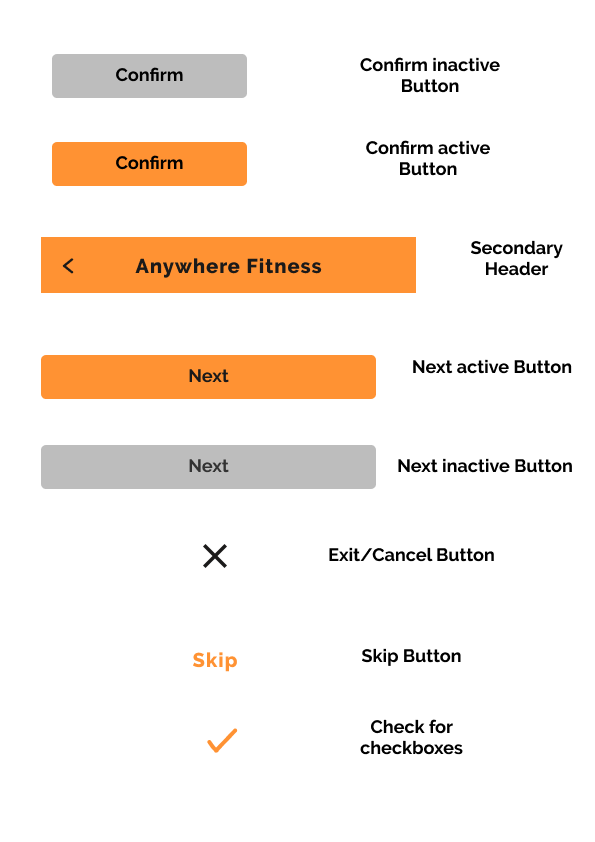 Confirm
Confirm inactive
Button
Confirm
Confirm active
Button
Anywhere Fitness
Secondary
Header
Next
Next active Button
Next
Next inactive Button
Exit/Cancel Button
Skip
Skip Button
Check for
checkboxes